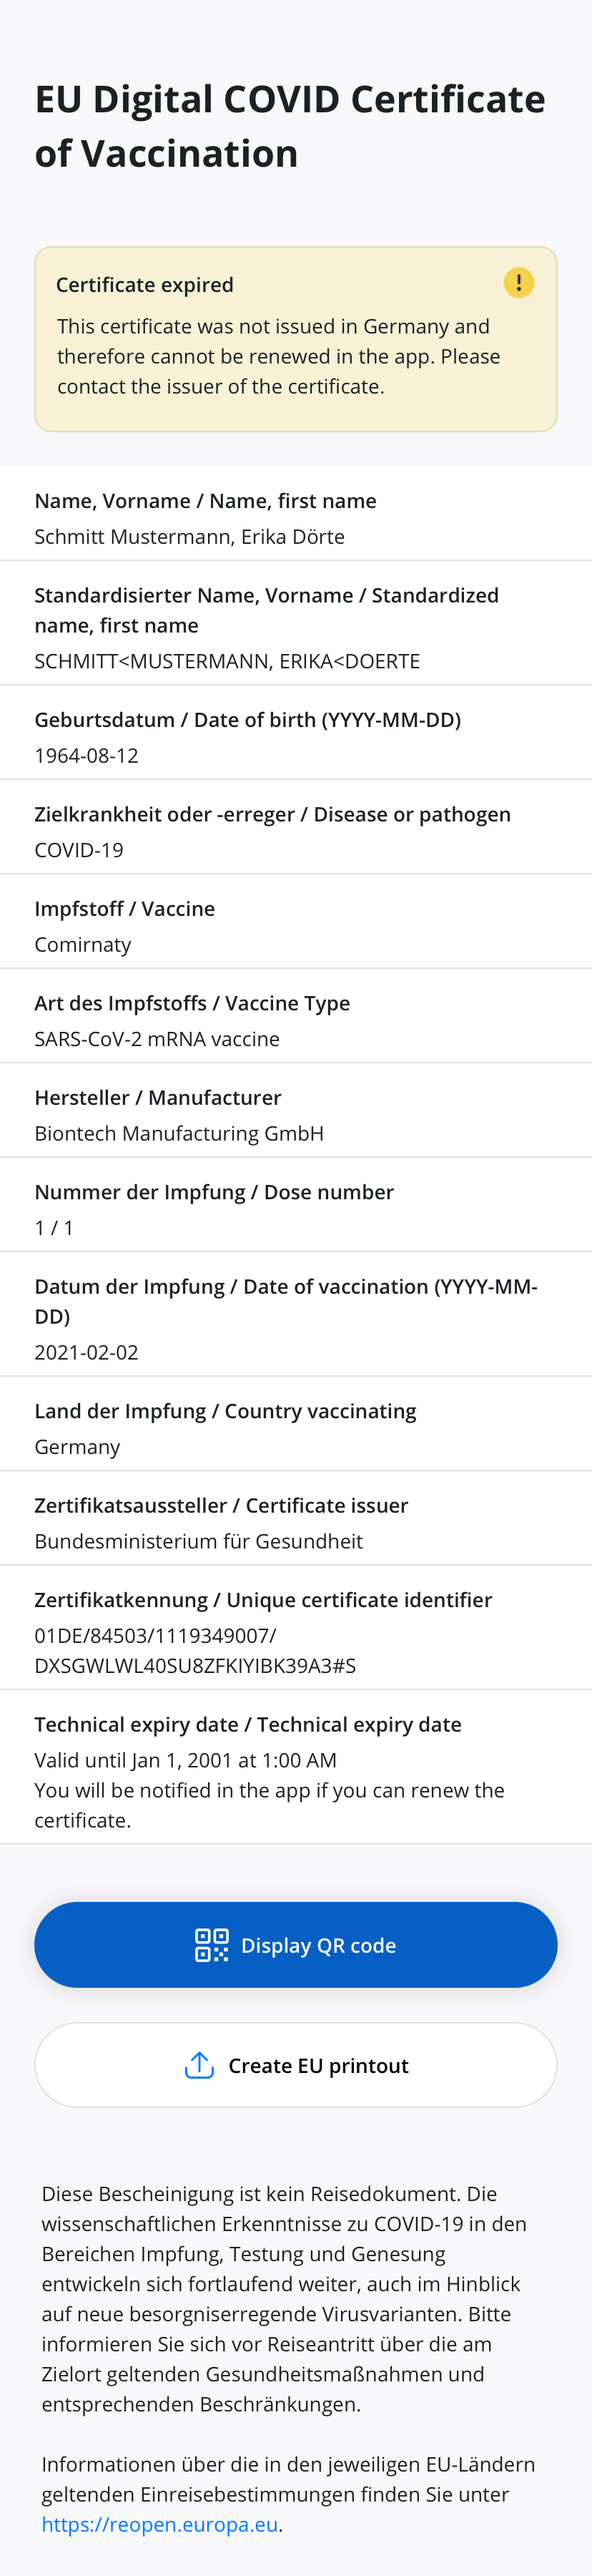 EU Digital COVID Certificate
of Vaccination
Certificate expired
This certificate was not issued in Germany and
therefore cannot be renewed in the app. Please
contact the issuer of the certificate.
Name, Vorname / Name, first name
Schmitt Mustermann, Erika Dörte
Standardisierter Name, Vorname / Standardized
name, first name
SCHMITT<MUSTERMANN, ERIKA<DOERTE
Geburtsdatum / Date of birth (YYYY-MM-DD)
1964-08-12
Zielkrankheit oder -erreger / Disease or pathogen
COVID-19
Impfstoff / Vaccine
Comirnaty
Art des Impfstoffs / Vaccine Type
SARS-CoV-2 mRNA vaccine
Hersteller / Manufacturer
Biontech Manufacturing GmbH
Nummer der Impfung / Dose number
1 / 1
Datum der Impfung / Date of vaccination (YYYY-MM-
DD)
2021-02-02
Land der Impfung / Country vaccinating
Germany
Zertifikatsaussteller / Certificate issuer
Bundesministerium für Gesundheit
Zertifikatkennung / Unique certificate identifier
01DE/84503/1119349007/
DXSGWLWL40SU8ZFKIYIBK39A3#S
Technical expiry date / Technical expiry date
Valid until Jan 1, 2001 at 1:00 AM
You will be notified in the app if you can renew the
certificate.
Display QR code
Create EU printout
Diese Bescheinigung ist kein Reisedokument. Die
wissenschaftlichen Erkenntnisse zu COVID-19 in den
Bereichen Impfung, Testung und Genesung
entwickeln sich fortlaufend weiter, auch im Hinblick
auf neue besorgniserregende Virusvarianten. Bitte
informieren Sie sich vor Reiseantritt über die am
Zielort geltenden Gesundheitsmaßnahmen und
entsprechenden Beschränkungen.
Informationen über die in den jeweiligen EU-Ländern
geltenden Einreisebestimmungen finden Sie unter
https://reopen.europa.eu.